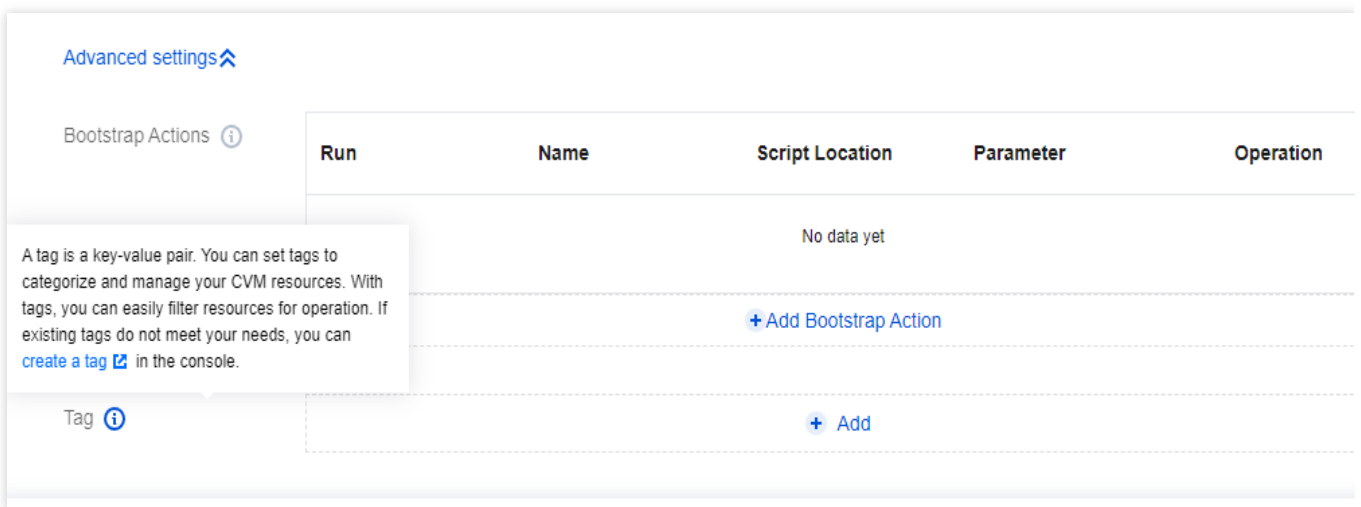 Advanced settings
Bootstrap Actions
Run Name Script Location Parameter Operation
No data yet
A tag is a key-value pair. You can set tags to
categorize and manage your CVM resources. With
tags, you can easily filter resources for operation. If
existing tags do not meet your needs, you can
create a tag in the console.
+ Add Bootstrap Action
Tag
+ Add